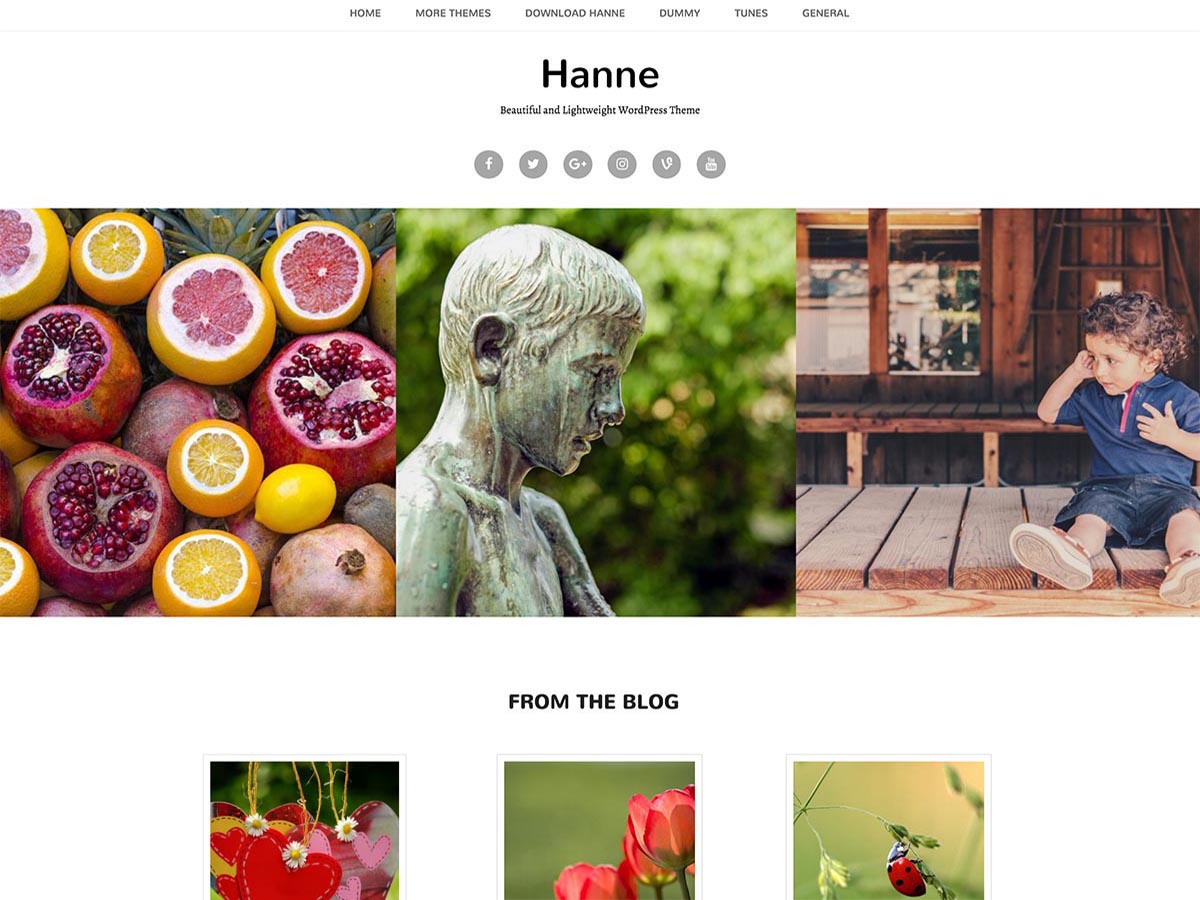 HOME MORE THEMES DOWNLOAD HANNE DUMMY TUNES GENERAL
Hanne
Beautiful and Lightweight WordPress Theme
FROM THE BLOG